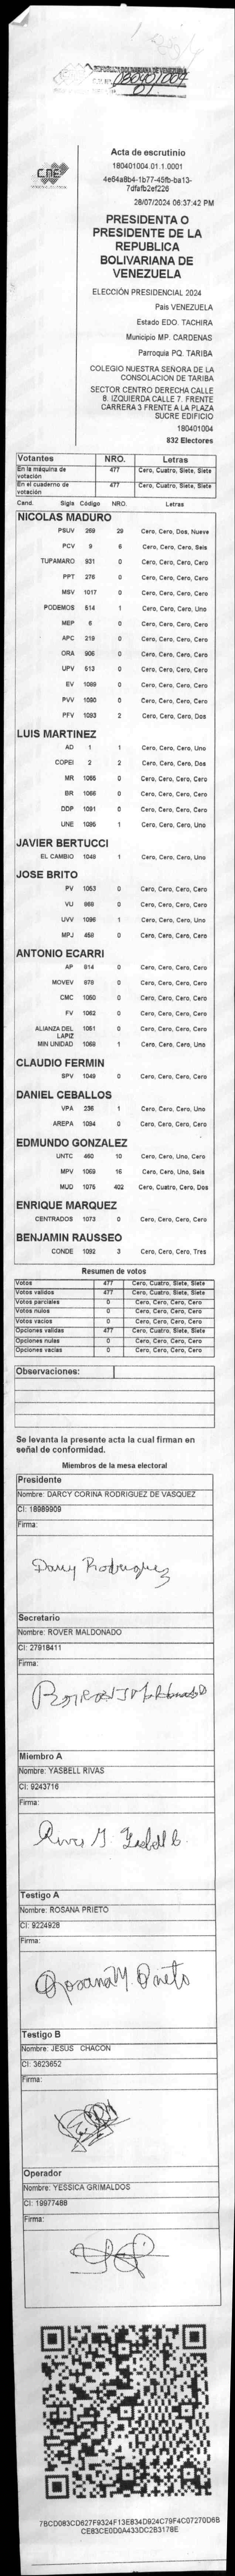 REPUBLICA BOLIVARIANA DE VENEZUELA
CNE
Acta de escrutinio
180401004.01.1.0001
4e64a8b4-1b77-45fb-ba13-
7dfafb2ef226
28/07/2024 06:37:42 PM
PRESIDENTA O
PRESIDENTE DE LA
REPUBLICA
BOLIVARIANA DE
VENEZUELA
ELECCIÓN PRESIDENCIAL 2024
País VENEZUELA
Estado EDO. TACHIRA
Municipio MP. CARDENAS
Parroquia PQ. TARIBA
COLEGIO NUESTRA SEÑORA DE LA
CONSOLACION DE TARIBA
SECTOR CENTRO DERECHA CALLE
8. IZQUIERDA CALLE 7. FRENTE
CARRERA 3 FRENTE A LA PLAZA
SUCRE EDIFICIO
180401004
832 Electores
Votantes NRO. Letras
En la máquina de votación 477 Cero, Cuatro, Siete, Siete
En el cuaderno de votación 477 Cero, Cuatro, Siete, Siete
Cand. Sigla Código NRO. Letras
NICOLAS MADURO
PSUV 269 29 Cero, Cero, Dos, Nueve
PCV 9 6 Cero, Cero, Cero, Seis
TUPAMARO 931 0 Cero, Cero, Cero, Cero
PPT 276 0 Cero, Cero, Cero, Cero
MSV 1017 0 Cero, Cero, Cero, Cero
PODEMOS 514 1 Cero, Cero, Cero, Uno
MEP 6 0 Cero, Cero, Cero, Cero
APC 219 0 Cero, Cero, Cero, Cero
ORA 906 0 Cero, Cero, Cero, Cero
UPV 513 0 Cero, Cero, Cero, Cero
EV 1089 0 Cero, Cero, Cero, Cero
PVV 1090 0 Cero, Cero, Cero, Cero
PFV 1093 2 Cero, Cero, Cero, Dos
LUIS MARTINEZ
AD 1 1 Cero, Cero, Cero, Uno
COPEI 2 2 Cero, Cero, Cero, Dos
MR 1055 0 Cero, Cero, Cero, Cero
BR 1066 0 Cero, Cero, Cero, Cero
DDP 1091 0 Cero, Cero, Cero, Cero
UNE 1095 1 Cero, Cero, Cero, Uno
JAVIER BERTUCCI
EL CAMBIO 1048 1 Cero, Cero, Cero, Uno
JOSE BRITO
PV 1053 0 Cero, Cero, Cero, Cero
VU 868 0 Cero, Cero, Cero, Cero
UVV 1096 1 Cero, Cero, Cero, Uno
MPJ 459 0 Cero, Cero, Cero, Cero
ANTONIO ECARRI
AP 914 0 Cero, Cero, Cero, Cero
MOVEV 878 0 Cero, Cero, Cero, Cero
CMC 1060 0 Cero, Cero, Cero, Cero
FV 1062 0 Cero, Cero, Cero, Cero
ALIANZA DEL LAPIZ 1061 0 Cero, Cero, Cero, Cero
MIN UNIDAD 1068 1 Cero, Cero, Cero, Uno
CLAUDIO FERMIN
SPV 1049 0 Cero, Cero, Cero, Cero
DANIEL CEBALLOS
VPA 236 1 Cero, Cero, Cero, Uno
AREPA 1094 0 Cero, Cero, Cero, Cero
EDMUNDO GONZALEZ
UNTC 460 10 Cero, Cero, Uno, Cero
MPV 1069 16 Cero, Cero, Uno, Seis
MUD 1075 402 Cero, Cuatro, Cero, Dos
ENRIQUE MARQUEZ
CENTRADOS 1073 0 Cero, Cero, Cero, Cero
BENJAMIN RAUSSEO
CONDE 1092 3 Cero, Cero, Cero, Tres
Resumen de votos
Votos 477 Cero, Cuatro, Siete, Siete
Votos validos 477 Cero, Cuatro, Siete, Siete
Votos parciales 0 Cero, Cero, Cero, Cero
Votos nulos 0 Cero, Cero, Cero, Cero
Votos vacios 0 Cero, Cero, Cero, Cero
Opciones validas 477 Cero, Cuatro, Siete, Siete
Opciones nulas 0 Cero, Cero, Cero, Cero
Opciones vacias 0 Cero, Cero, Cero, Cero
Observaciones:
Se levanta la presente acta la cual firman en
señal de conformidad.
Miembros de la mesa electoral
Presidente
Nombre: DARCY CORINA RODRIGUEZ DE VASQUEZ
CI: 18989909
Firma:
Darcy Rodriguez
Secretario
Nombre: ROVER MALDONADO
CI: 27918411
Firma:
Miembro A
Nombre: YASBELL RIVAS
CI: 9243716
Firma:
Testigo A
Nombre: ROSANA PRIETO
CI: 9224928
Firma:
Rosana M. Prieto
Testigo B
Nombre: JESUS CHACON
CI: 3623652
Firma:
Operador
Nombre: YESSICA GRIMALDOS
CI: 19977488
Firma:
7BCD083CD627F9324F13E834D924C79F4C07270D6B
CE83CE0D0A433DC2B3178E